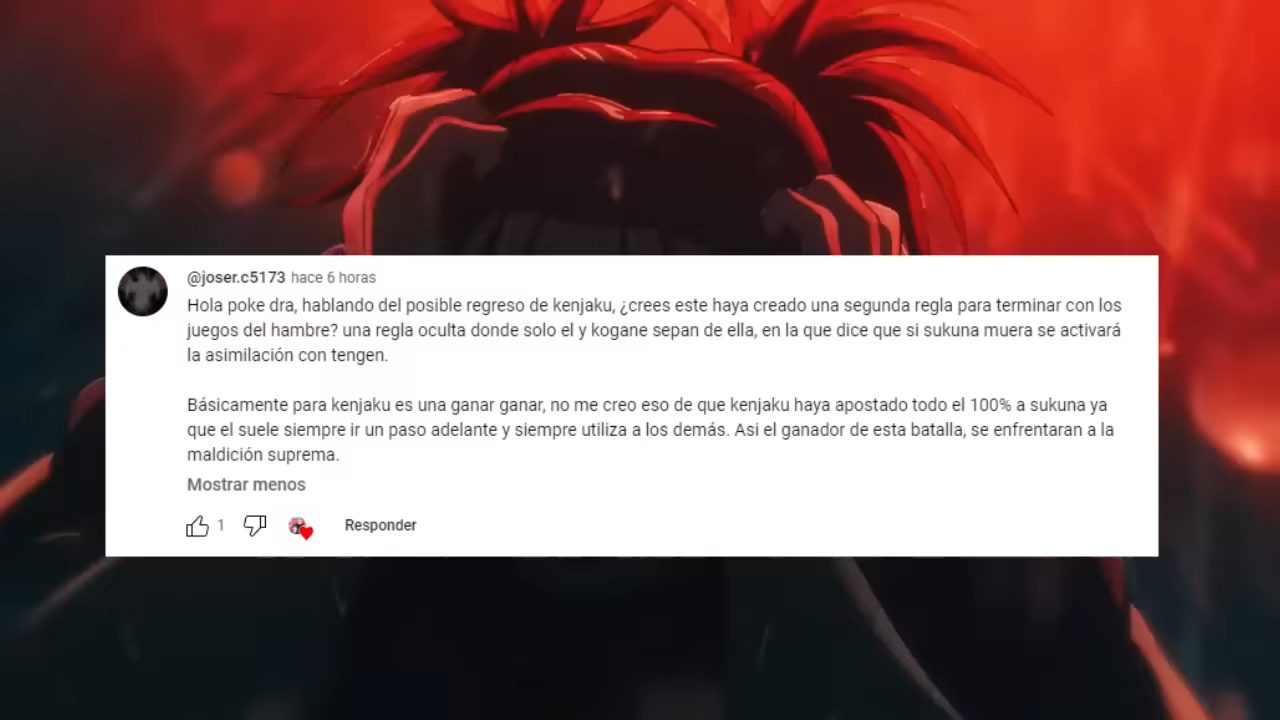 @joser.c5173 hace 6 horas
Hola poke dra, hablando del posible regreso de kenjaku, ¿crees este haya creado una segunda regla para terminar con los
juegos del hambre? una regla oculta donde solo el y kogane sepan de ella, en la que dice que si sukuna muera se activará
la asimilación con tengen.
Básicamente para kenjaku es una ganar ganar, no me creo eso de que kenjaku haya apostado todo el 100% a sukuna ya
que el suele siempre ir un paso adelante y siempre utiliza a los demás. Asi el ganador de esta batalla, se enfrentaran a la
maldición suprema.
Mostrar menos
1 Responder